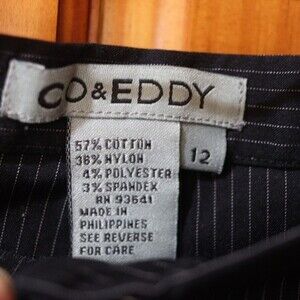 CO&EDDY
12
57% COTTON
36% NYLON
4% POLYESTER
3% SPANDEX
RN 93641
MADE IN
PHILIPPINES
SEE REVERSE
FOR CARE